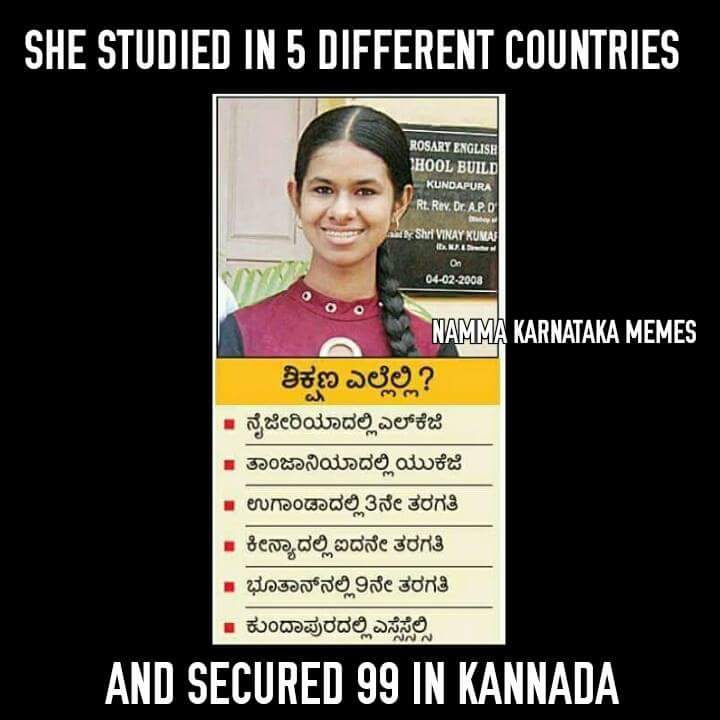 SHE STUDIED IN 5 DIFFERENT COUNTRIES
ROSARY ENGLISH
HOOL BUILD
KUNDAPURA
Rt. Rev. Dr. A.P. D'
By: Shri VINAY KUMAR
On
04-02-2008
NAMMA KARNATAKA MEMES
ಶಿಕ್ಷಣ ಎಲ್ಲೆಲ್ಲಿ?
ನೈಜೀರಿಯಾದಲ್ಲಿ ಎಲ್‌ಕೆಜಿ
ತಾಂಜಾನಿಯಾದಲ್ಲಿ ಯುಕೆಜಿ
ಉಗಾಂಡಾದಲ್ಲಿ 3ನೇ ತರಗತಿ
ಕೀನ್ಯಾದಲ್ಲಿ ಐದನೇ ತರಗತಿ
ಭೂತಾನ್‌ನಲ್ಲಿ 9ನೇ ತರಗತಿ
ಕುಂದಾಪುರದಲ್ಲಿ ಎಸ್ಸೆಸ್ಸೆಲ್ಸಿ
AND SECURED 99 IN KANNADA